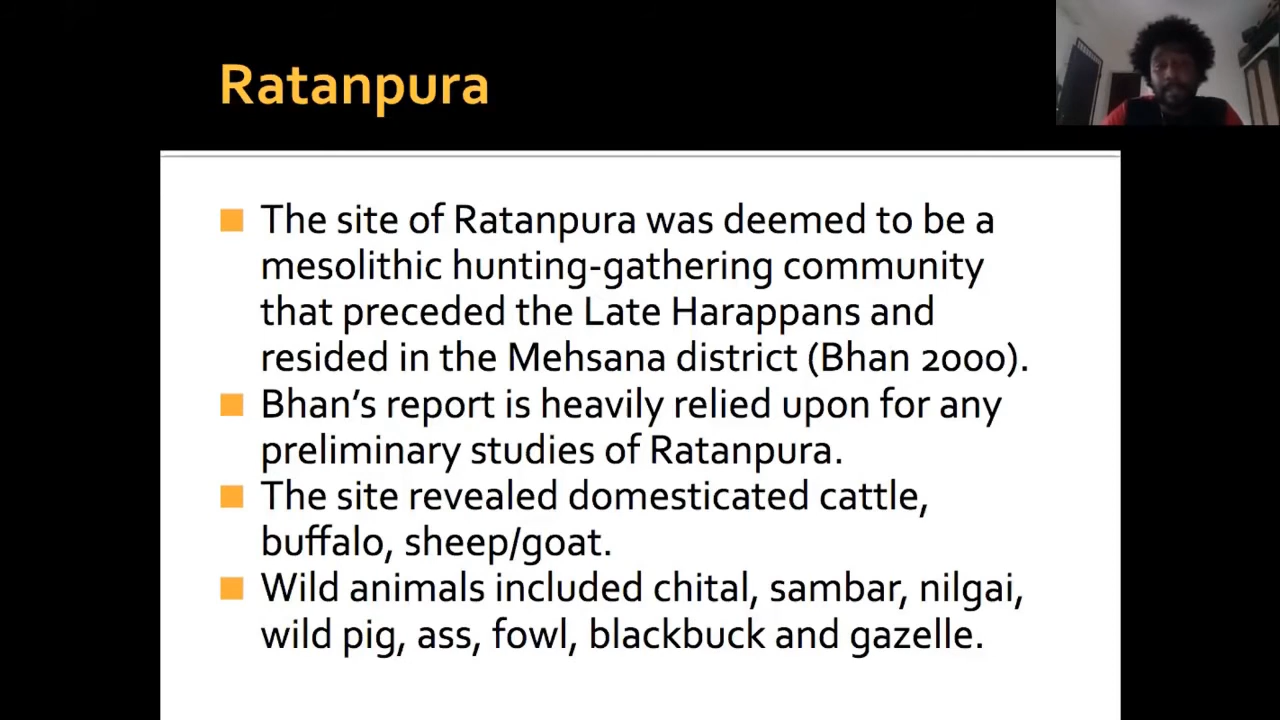 Ratanpura
The site of Ratanpura was deemed to be a
mesolithic hunting-gathering community
that preceded the Late Harappans and
resided in the Mehsana district (Bhan 2000).
Bhan’s report is heavily relied upon for any
preliminary studies of Ratanpura.
The site revealed domesticated cattle,
buffalo, sheep/goat.
Wild animals included chital, sambar, nilgai,
wild pig, ass, fowl, blackbuck and gazelle.